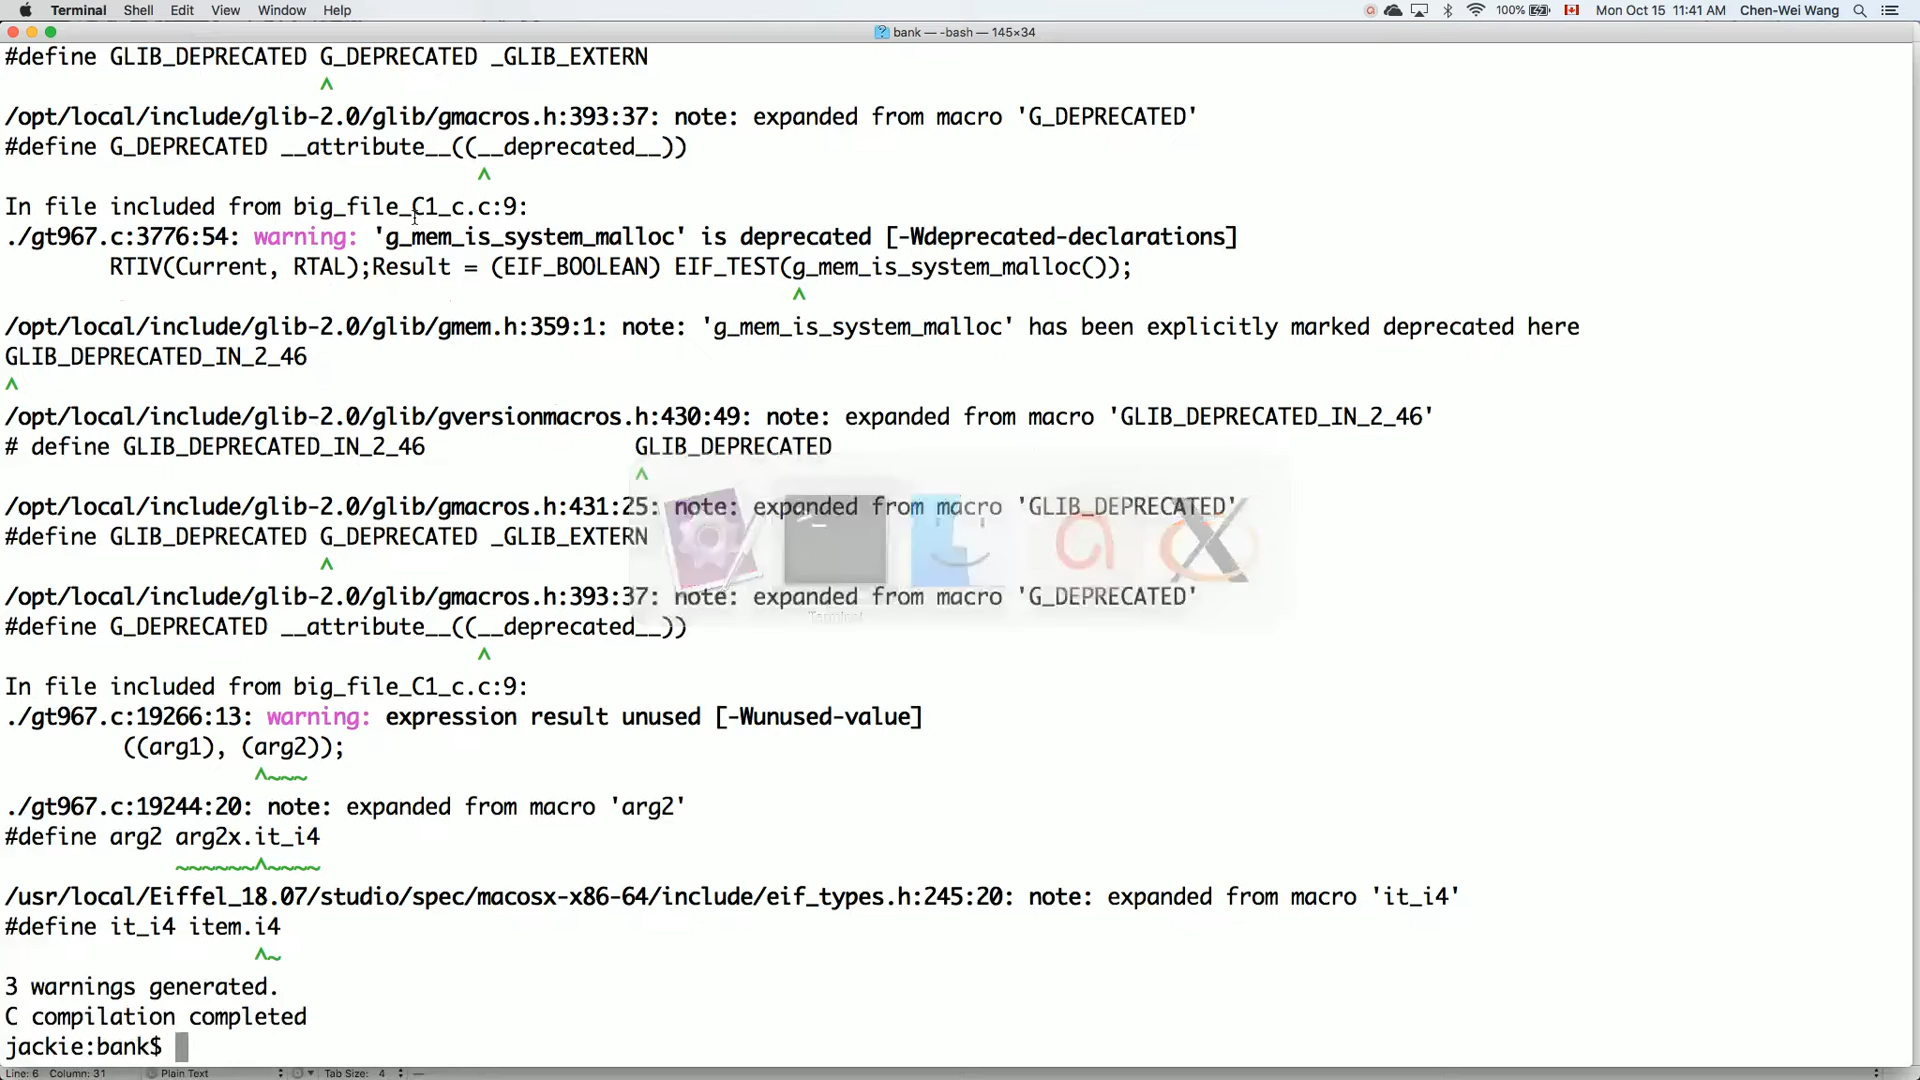 Terminal Shell Edit View Window Help 100% Mon Oct 15 11:41 AM Chen-Wei Wang
bank — -bash — 145×34
#define GLIB_DEPRECATED G_DEPRECATED _GLIB_EXTERN
^
/opt/local/include/glib-2.0/glib/gmacros.h:393:37: note: expanded from macro 'G_DEPRECATED'
#define G_DEPRECATED __attribute__((__deprecated__))
^
In file included from big_file_C1_c.c:9:
./gt967.c:3776:54: warning: 'g_mem_is_system_malloc' is deprecated [-Wdeprecated-declarations]
RTIV(Current, RTAL);Result = (EIF_BOOLEAN) EIF_TEST(g_mem_is_system_malloc());
^
/opt/local/include/glib-2.0/glib/gmem.h:359:1: note: 'g_mem_is_system_malloc' has been explicitly marked deprecated here
GLIB_DEPRECATED_IN_2_46
^
/opt/local/include/glib-2.0/glib/gversionmacros.h:430:49: note: expanded from macro 'GLIB_DEPRECATED_IN_2_46'
# define GLIB_DEPRECATED_IN_2_46 GLIB_DEPRECATED
^
/opt/local/include/glib-2.0/glib/gmacros.h:431:25: note: expanded from macro 'GLIB_DEPRECATED'
#define GLIB_DEPRECATED G_DEPRECATED _GLIB_EXTERN
^
/opt/local/include/glib-2.0/glib/gmacros.h:393:37: note: expanded from macro 'G_DEPRECATED'
Terminal
#define G_DEPRECATED __attribute__((__deprecated__))
^
In file included from big_file_C1_c.c:9:
./gt967.c:19266:13: warning: expression result unused [-Wunused-value]
((arg1), (arg2));
^~~~
./gt967.c:19244:20: note: expanded from macro 'arg2'
#define arg2 arg2x.it_i4
~~~~~~^~~~~
/usr/local/Eiffel_18.07/studio/spec/macosx-x86-64/include/eif_types.h:245:20: note: expanded from macro 'it_i4'
#define it_i4 item.i4
^~
3 warnings generated.
C compilation completed
jackie:bank$
Line: 6 Column: 31 Plain Text Tab Size: 4 —